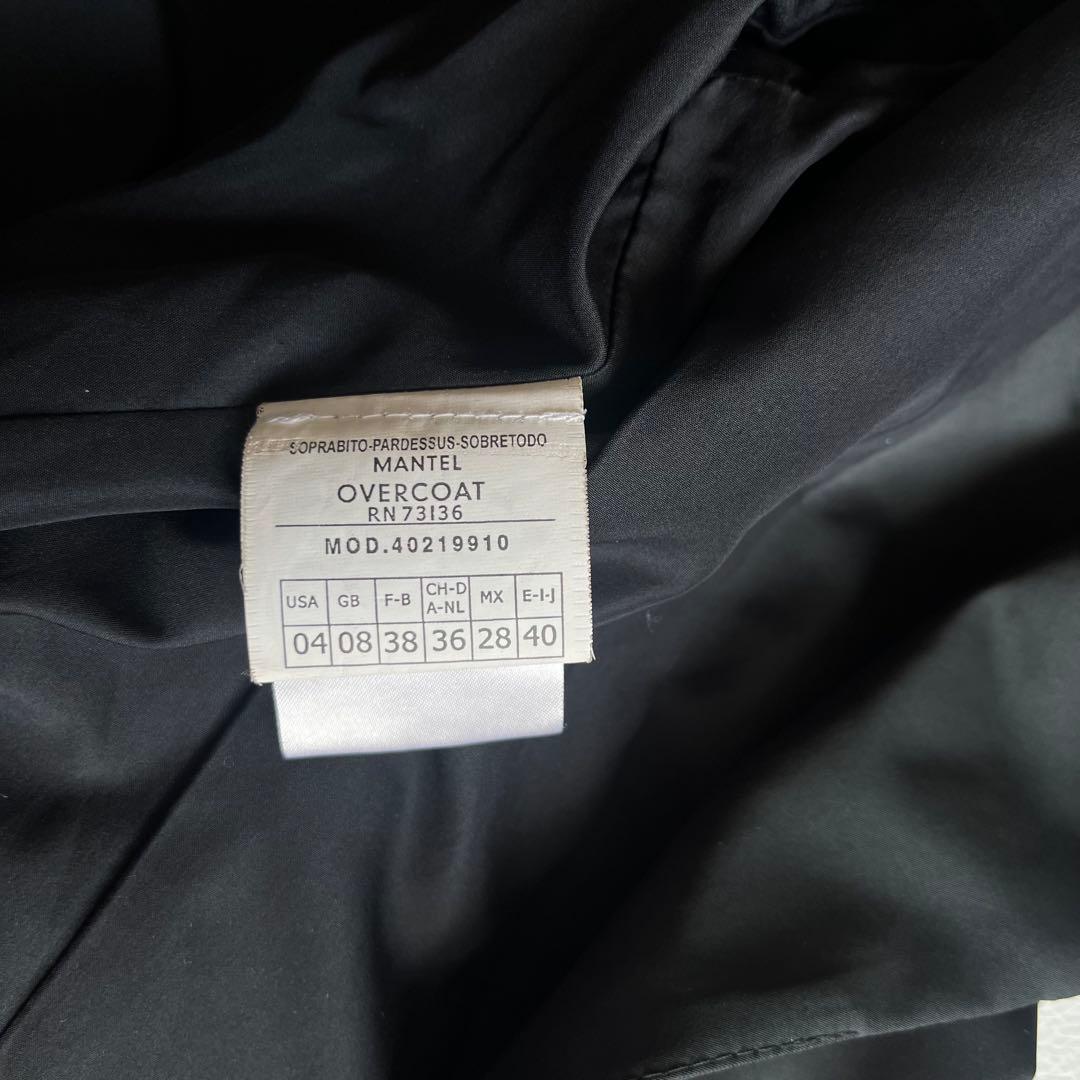 SOPRABITO-PARDESSUS-SOBRETODO
MANTEL
OVERCOAT
RN 73136
MOD.40219910
USA GB F-B CH-D A-NL MX E-I-J
04 08 38 36 28 40